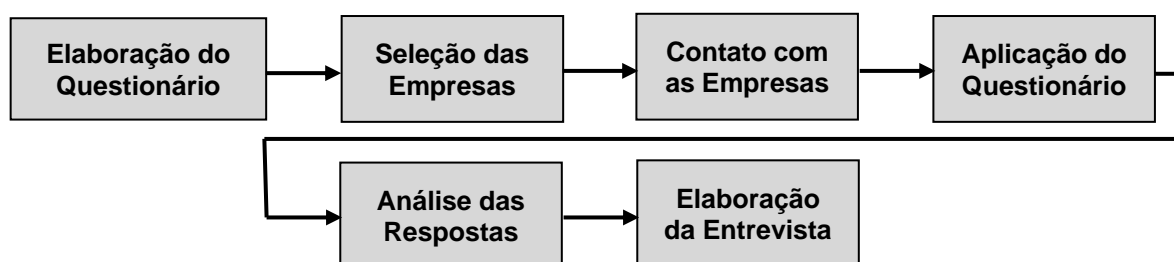 Elaboração do
Questionário
Seleção das
Empresas
Contato com
as Empresas
Aplicação do
Questionário
Análise das
Respostas
Elaboração
da Entrevista